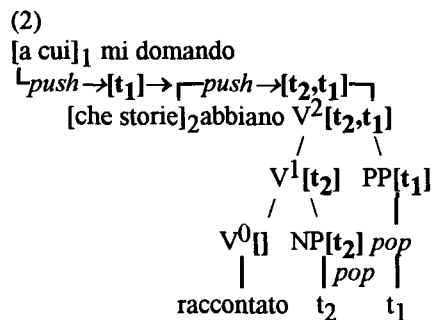 (2)
[a cui]1 mi domando
push→[t1]→ push→[t2,t1]
[che storie]2abbiano V2[t2,t1]
V1[t2] PP[t1]
V0[] NP[t2] pop
pop
raccontato t2 t1